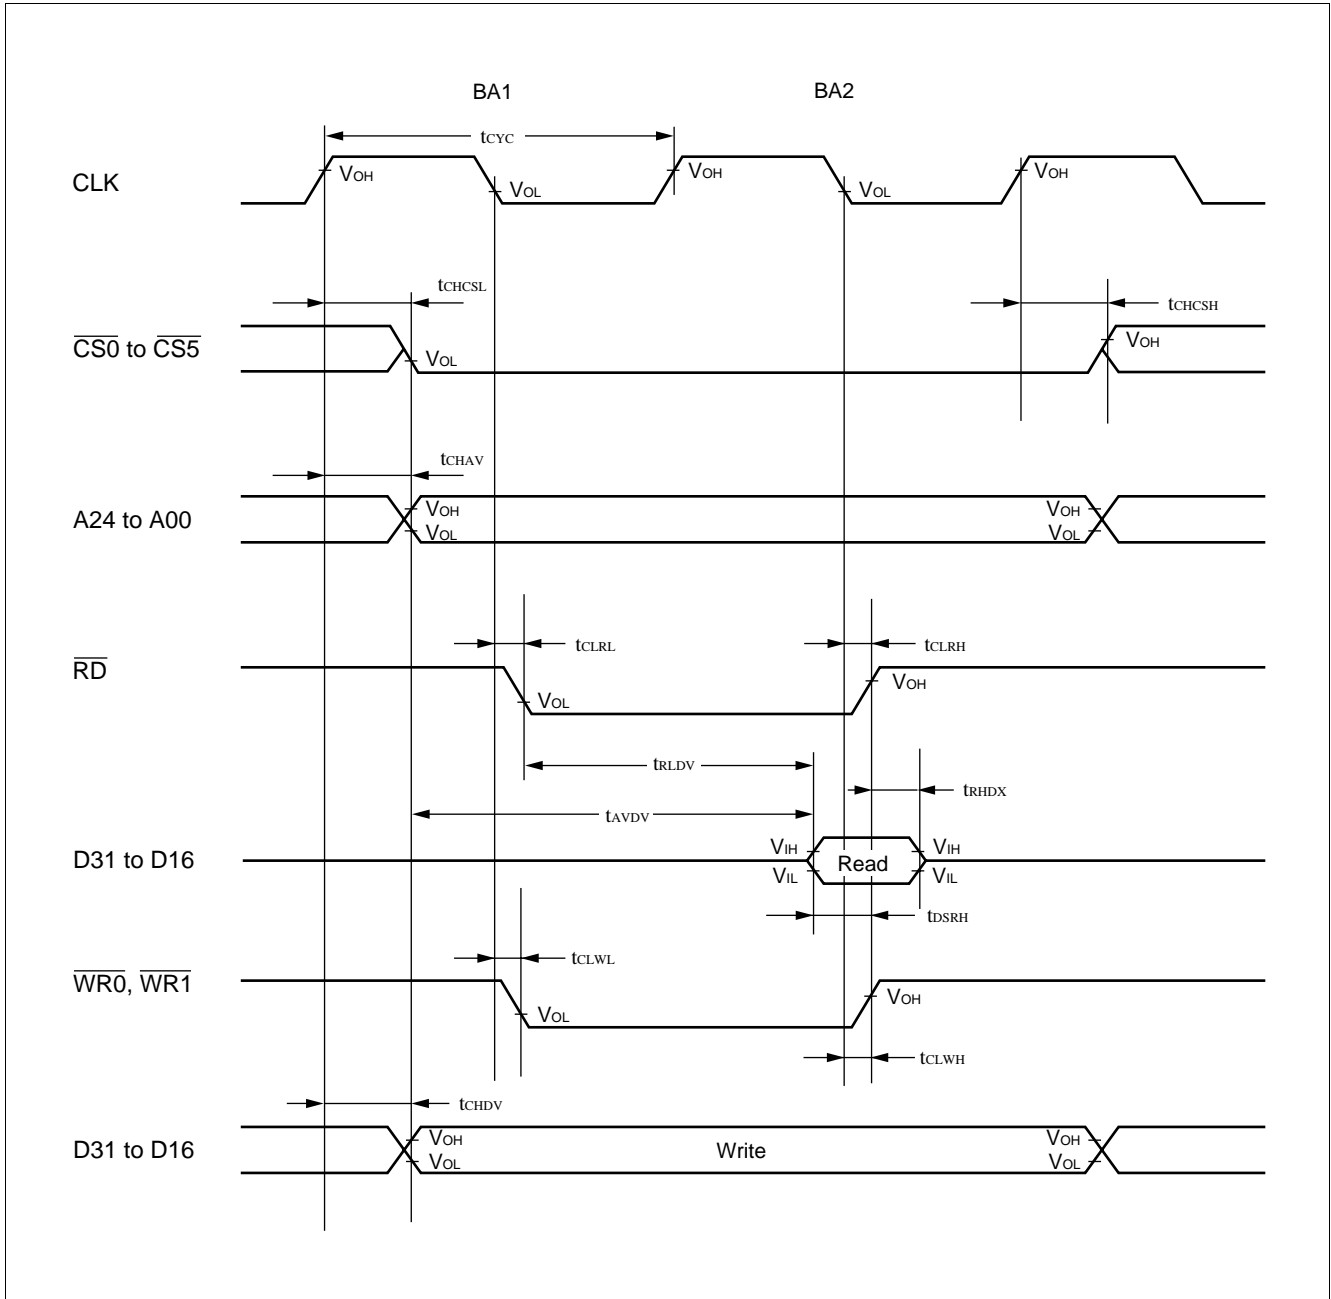 BA1 BA2
tCYC
CLK VOH VOL VOH VOL VOH
tCHCSL tCHCSH
CS0 to CS5 VOL VOH
tCHAV
A24 to A00 VOH VOL VOH VOL
tCLRL tCLRH
RD VOL VOH
tRLDV
tRHDX
tAVDV
D31 to D16 VIH VIL Read VIH VIL
tDSRH
tCLWL
WR0, WR1 VOL VOH
tCLWH
tCHDV
D31 to D16 VOH VOL Write VOH VOL